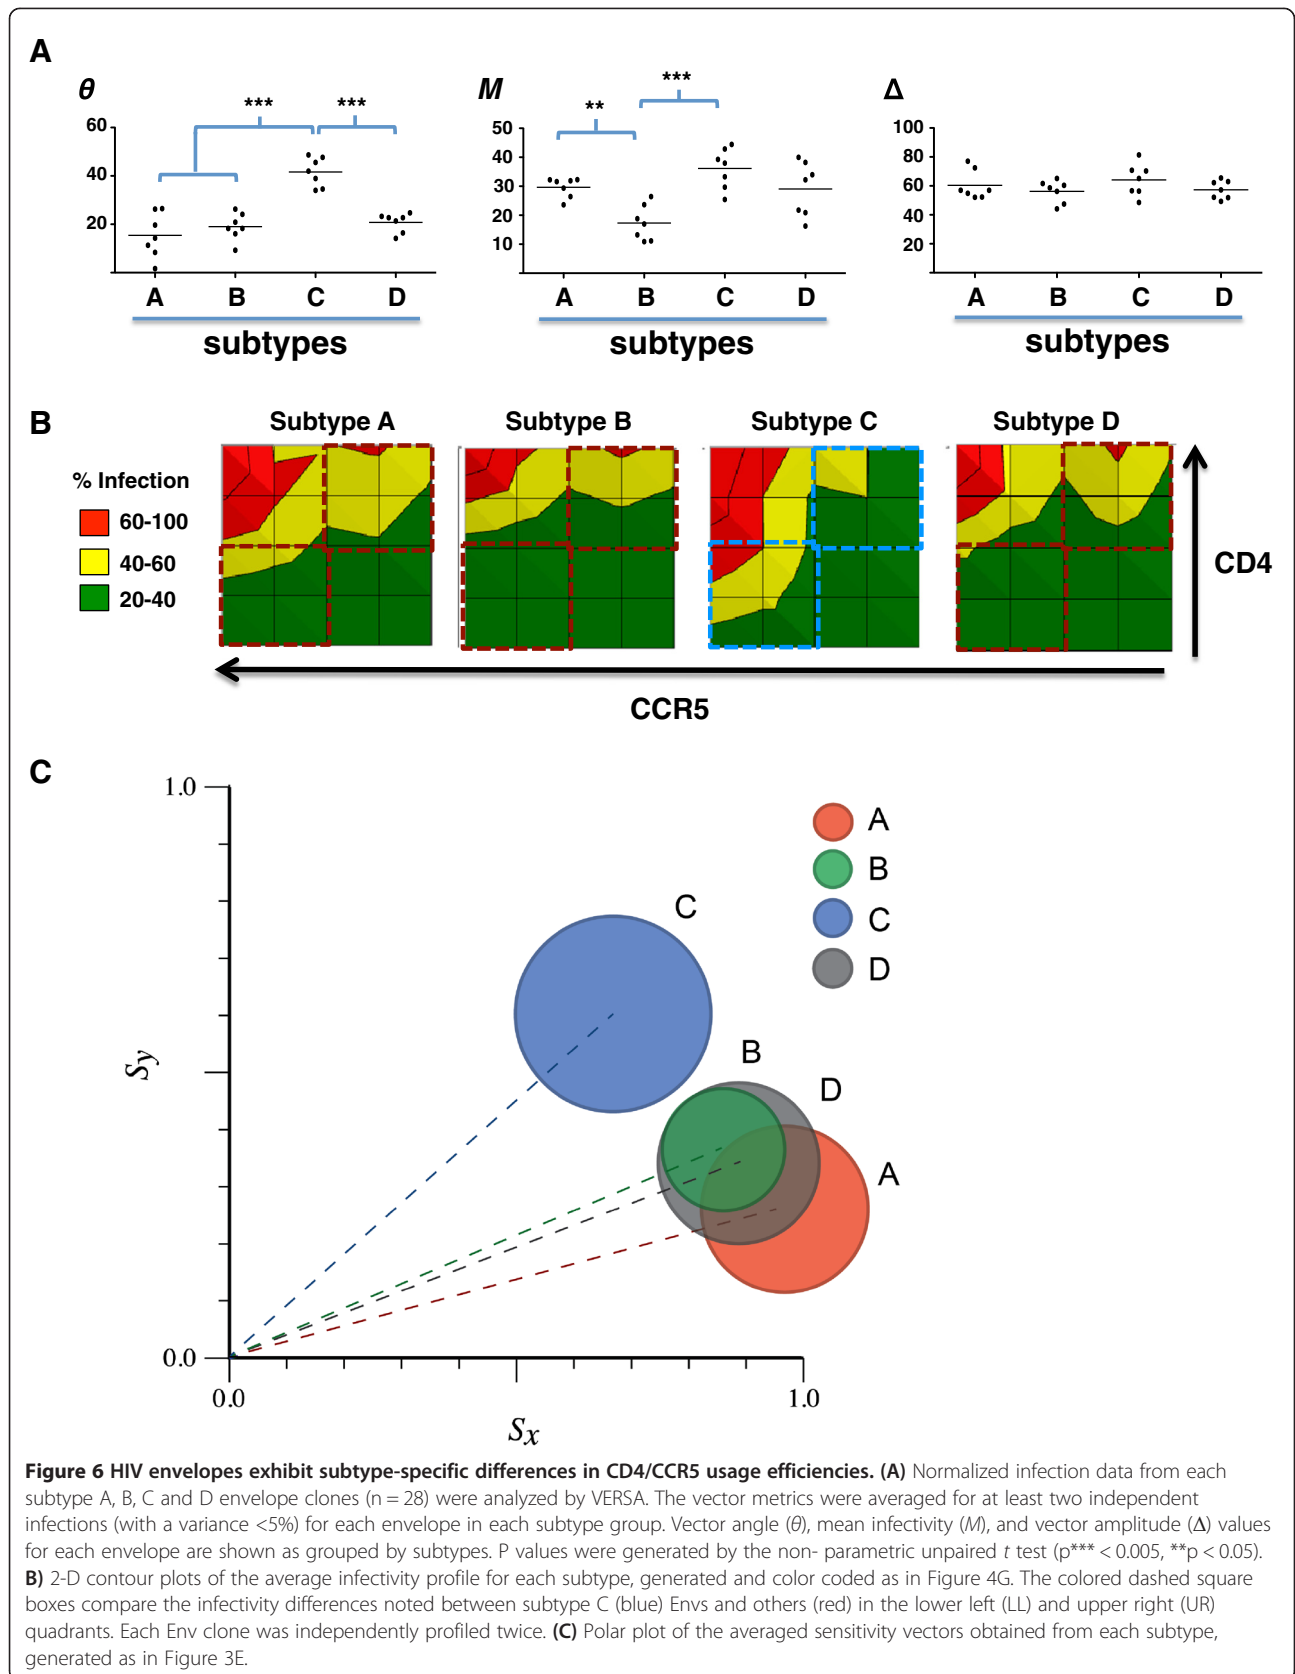 A
θ
M
Δ
*** ***
** ***
60
40
20
50
40
30
20
10
100
80
60
40
20
A B C D
A B C D
A B C D
subtypes
subtypes
subtypes
B
Subtype A
Subtype B
Subtype C
Subtype D
% Infection
60-100
40-60
20-40
CD4
CCR5
C
1.0
A
B
C
D
C
B
D
A
Sy
0.0
0.0
1.0
Sx
Figure 6 HIV envelopes exhibit subtype-specific differences in CD4/CCR5 usage efficiencies. (A) Normalized infection data from each
subtype A, B, C and D envelope clones (n = 28) were analyzed by VERSA. The vector metrics were averaged for at least two independent
infections (with a variance <5%) for each envelope in each subtype group. Vector angle (θ), mean infectivity (M), and vector amplitude (Δ) values
for each envelope are shown as grouped by subtypes. P values were generated by the non- parametric unpaired t test (p*** < 0.005, **p < 0.05).
B) 2-D contour plots of the average infectivity profile for each subtype, generated and color coded as in Figure 4G. The colored dashed square
boxes compare the infectivity differences noted between subtype C (blue) Envs and others (red) in the lower left (LL) and upper right (UR)
quadrants. Each Env clone was independently profiled twice. (C) Polar plot of the averaged sensitivity vectors obtained from each subtype,
generated as in Figure 3E.